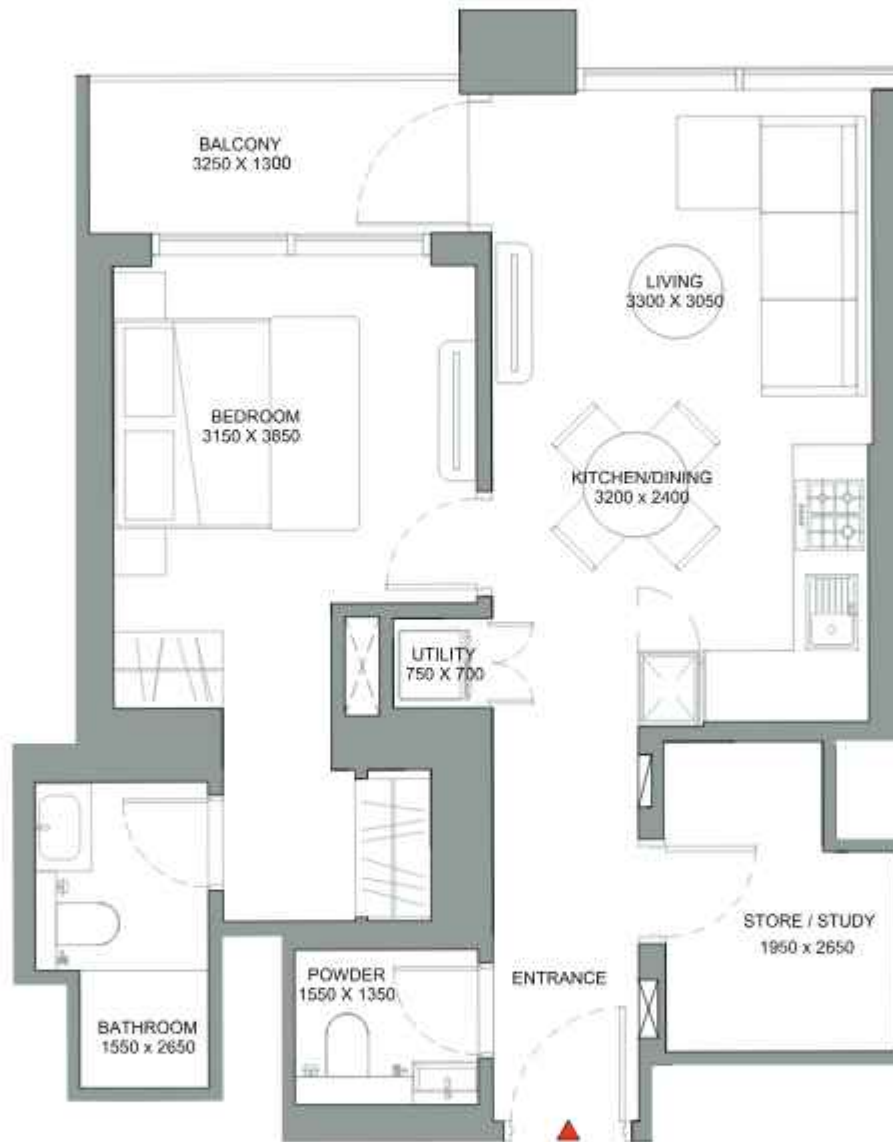 BALCONY
3250 X 1300
LIVING
3300 X 3050
BEDROOM
3150 X 3850
KITCHEN/DINING
3200 x 2400
UTILITY
750 X 700
STORE / STUDY
1950 x 2650
POWDER
1550 X 1350
ENTRANCE
BATHROOM
1550 x 2650